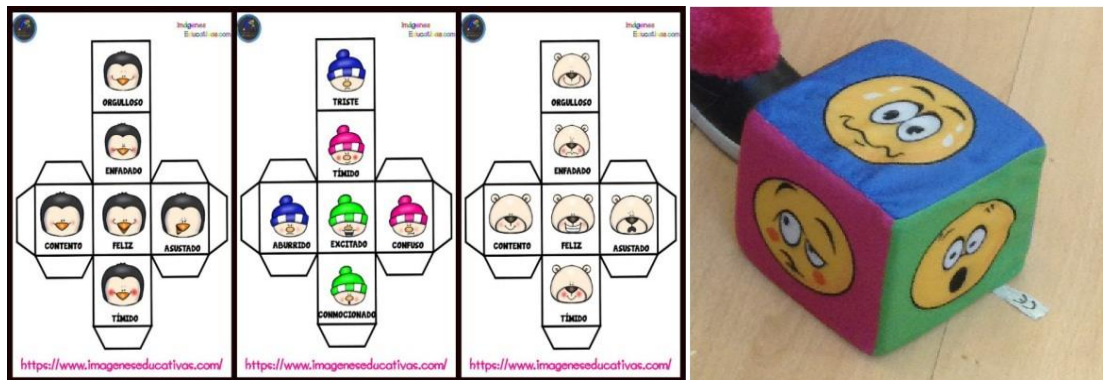 Imágenes
Educativas.com
ORGULLOSO
ENFADADO
CONTENTO
FELIZ
ASUSTADO
TÍMIDO
https://www.imageneseducativas.com/
Imágenes
Educativas.com
TRISTE
TÍMIDO
ABURRIDO
EXCITADO
CONFUSO
CONMOCIONADO
https://www.imageneseducativas.com/
Imágenes
Educativas.com
ORGULLOSO
ENFADADO
CONTENTO
FELIZ
ASUSTADO
TÍMIDO
https://www.imageneseducativas.com/
CE